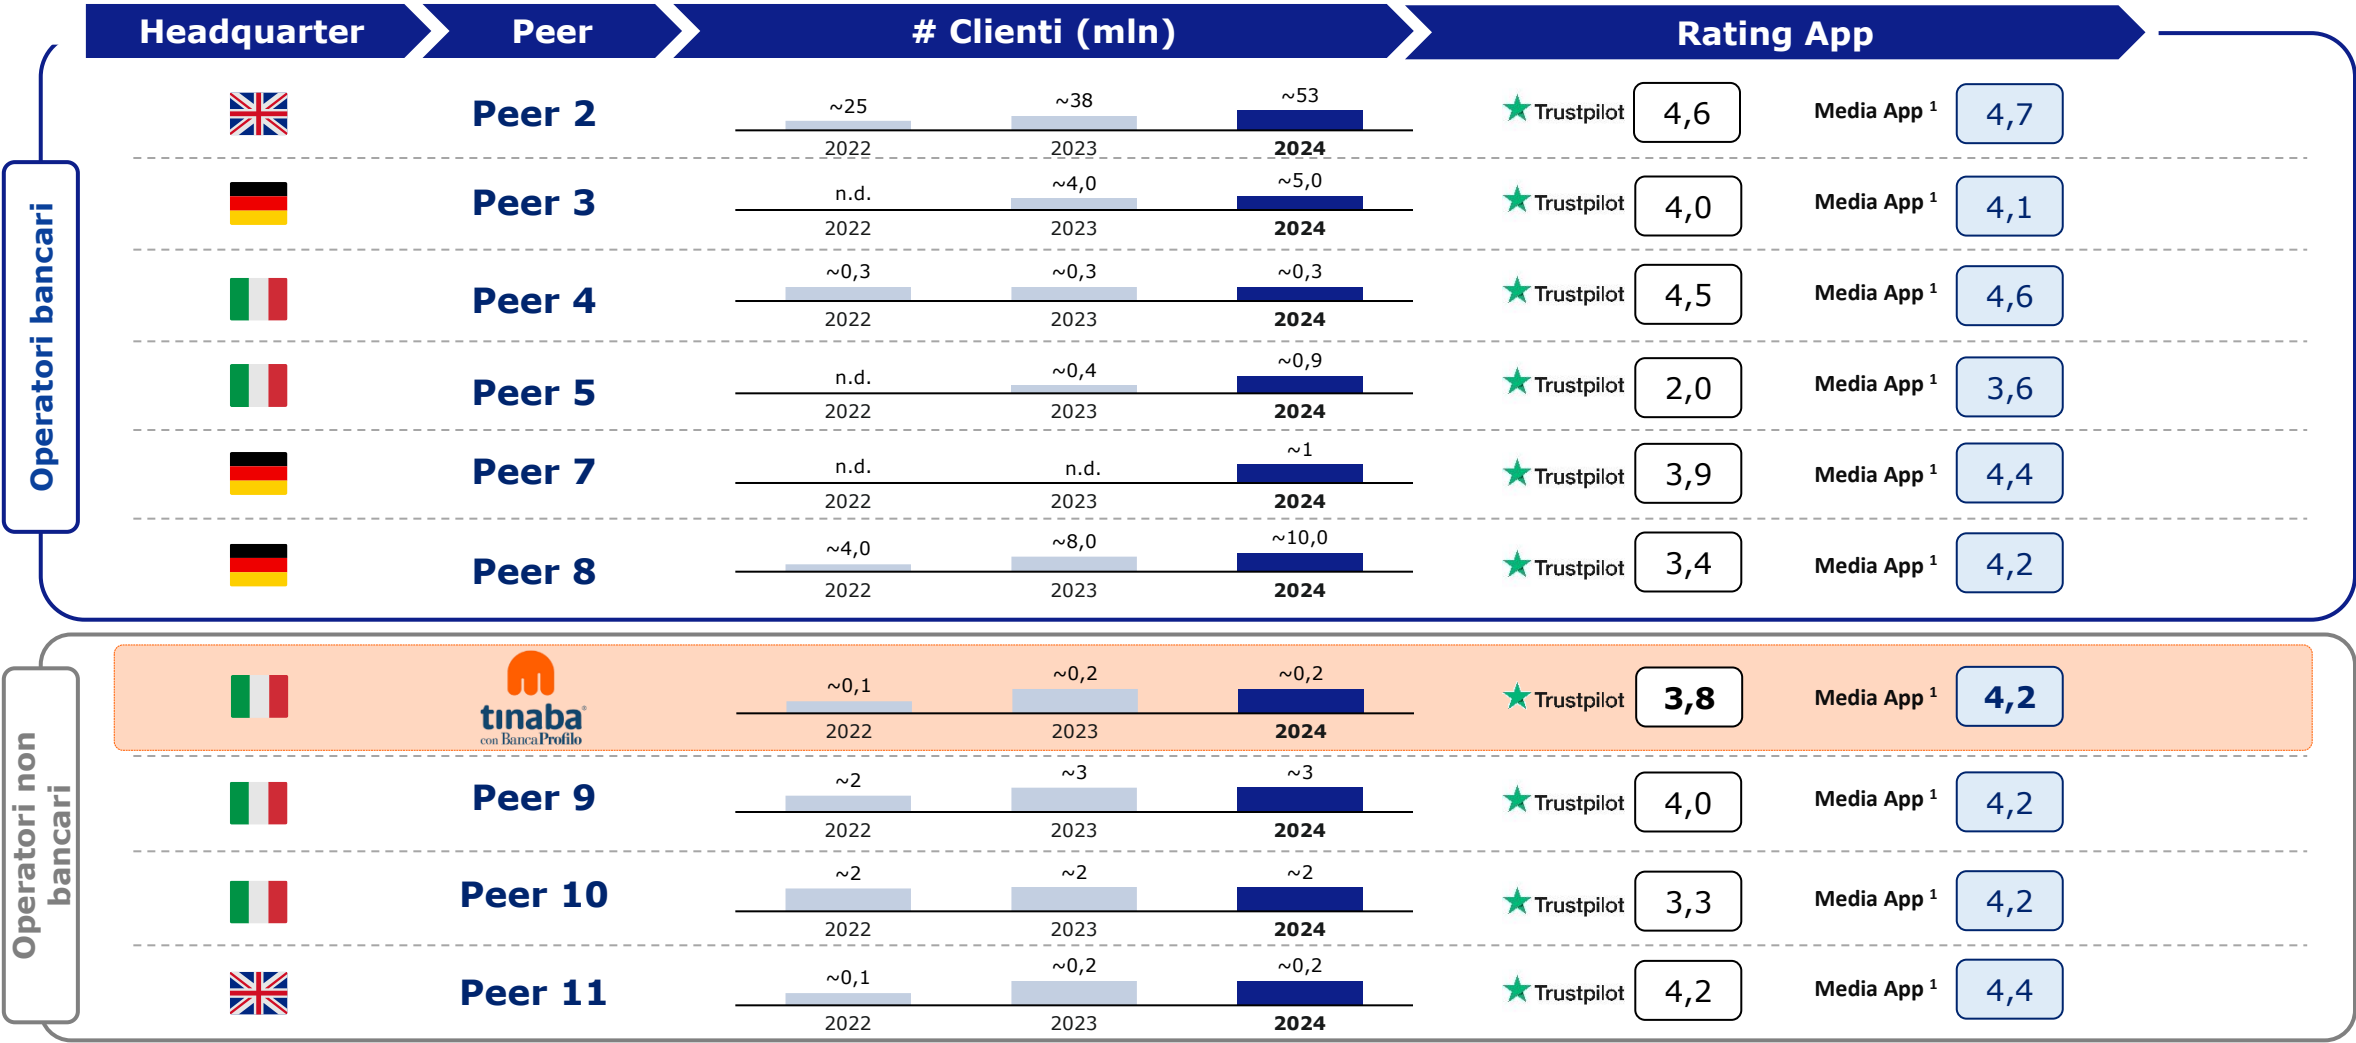 Headquarter Peer # Clienti (mln) Rating App
Operatori bancari
Peer 2 ~25 ~38 ~53 Trustpilot 4,6 Media App 1 4,7
2022 2023 2024
Peer 3 n.d. ~4,0 ~5,0 Trustpilot 4,0 Media App 1 4,1
2022 2023 2024
Peer 4 ~0,3 ~0,3 ~0,3 Trustpilot 4,5 Media App 1 4,6
2022 2023 2024
Peer 5 n.d. ~0,4 ~0,9 Trustpilot 2,0 Media App 1 3,6
2022 2023 2024
Peer 7 n.d. n.d. ~1 Trustpilot 3,9 Media App 1 4,4
2022 2023 2024
Peer 8 ~4,0 ~8,0 ~10,0 Trustpilot 3,4 Media App 1 4,2
2022 2023 2024
Operatori non
bancari
tinaba ~0,1 ~0,2 ~0,2 Trustpilot 3,8 Media App 1 4,2
con BancaProfilo 2022 2023 2024
Peer 9 ~2 ~3 ~3 Trustpilot 4,0 Media App 1 4,2
2022 2023 2024
Peer 10 ~2 ~2 ~2 Trustpilot 3,3 Media App 1 4,2
2022 2023 2024
Peer 11 ~0,1 ~0,2 ~0,2 Trustpilot 4,2 Media App 1 4,4
2022 2023 2024